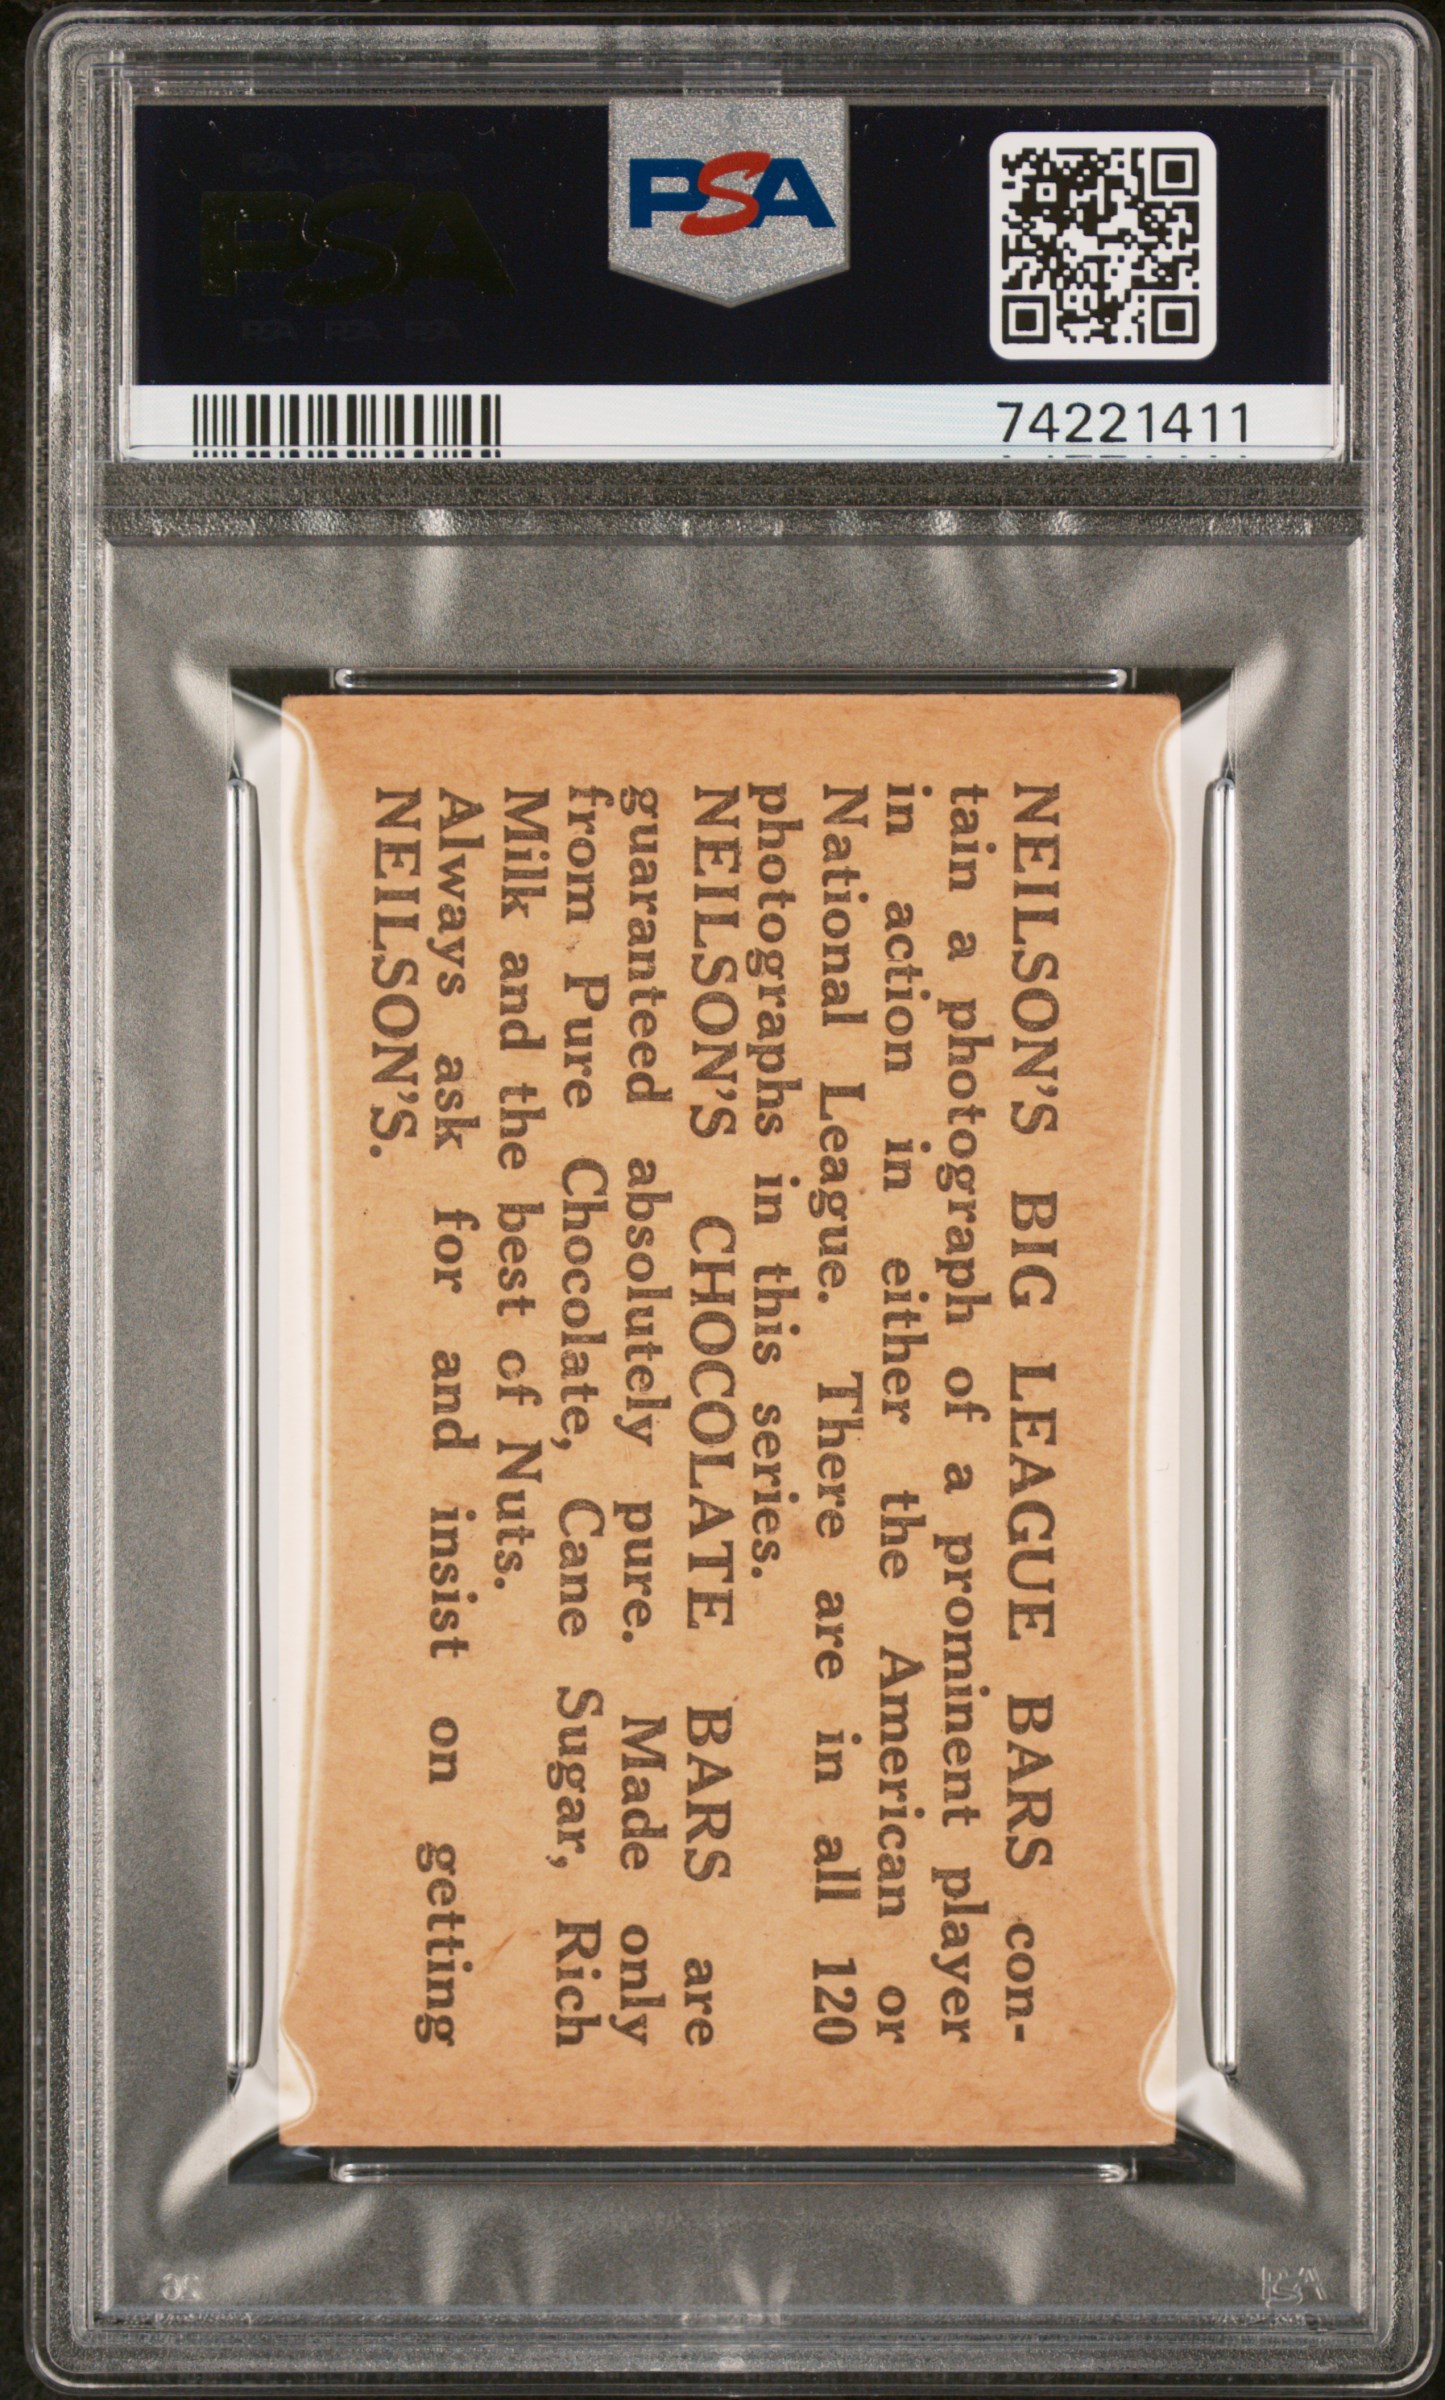 PSA
PSA
74221411
NEILSON'S BIG LEAGUE BARS con-
tain a photograph of a prominent player
in action in either the American or
National League. There are in all 120
photographs in this series.
NEILSON'S CHOCOLATE BARS are
guaranteed absolutely pure. Made only
from Pure Chocolate, Cane Sugar, Rich
Milk and the best of Nuts.
Always ask for and insist on getting
NEILSON'S.
PSA